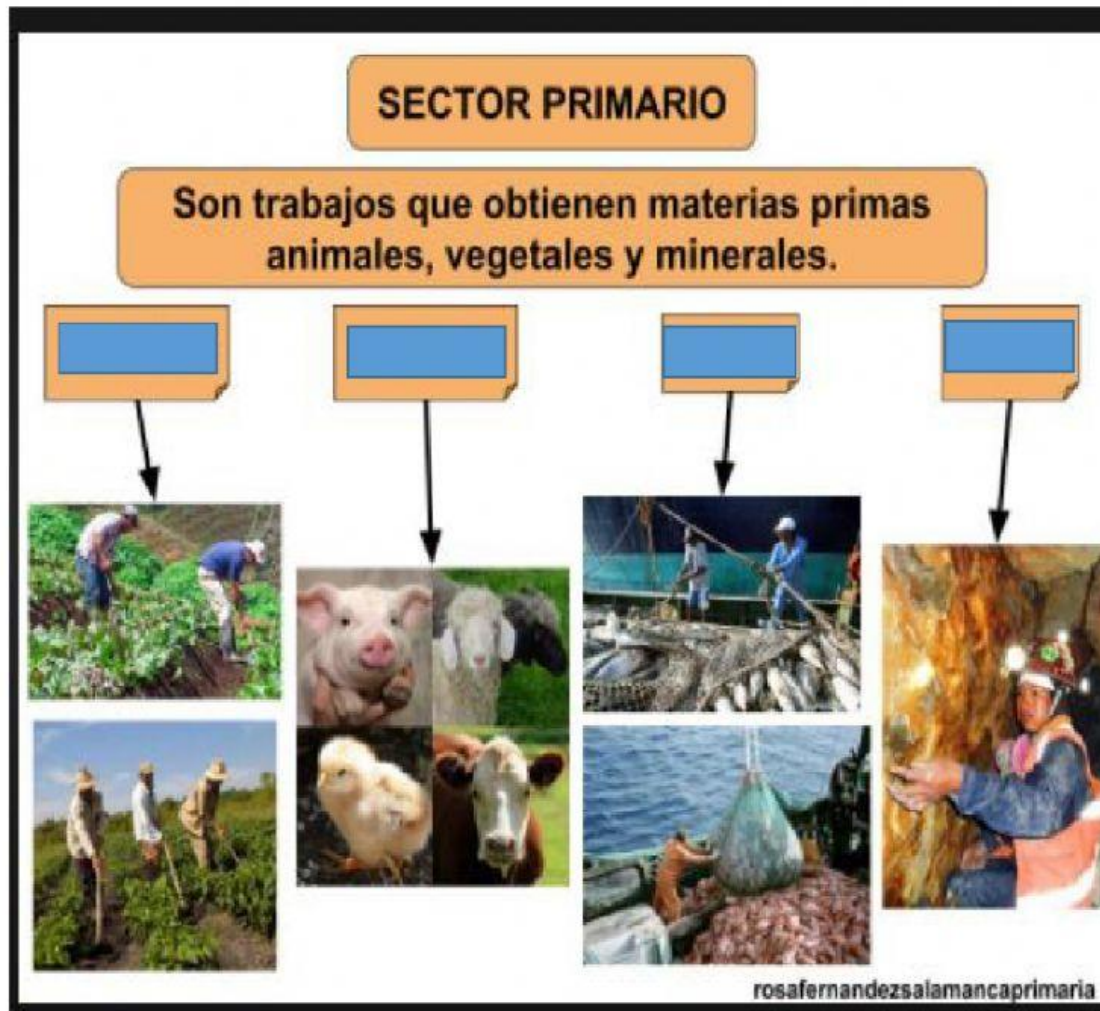 SECTOR PRIMARIO
Son trabajos que obtienen materias primas
animales, vegetales y minerales.
rosafernandezsalamancaprimaria